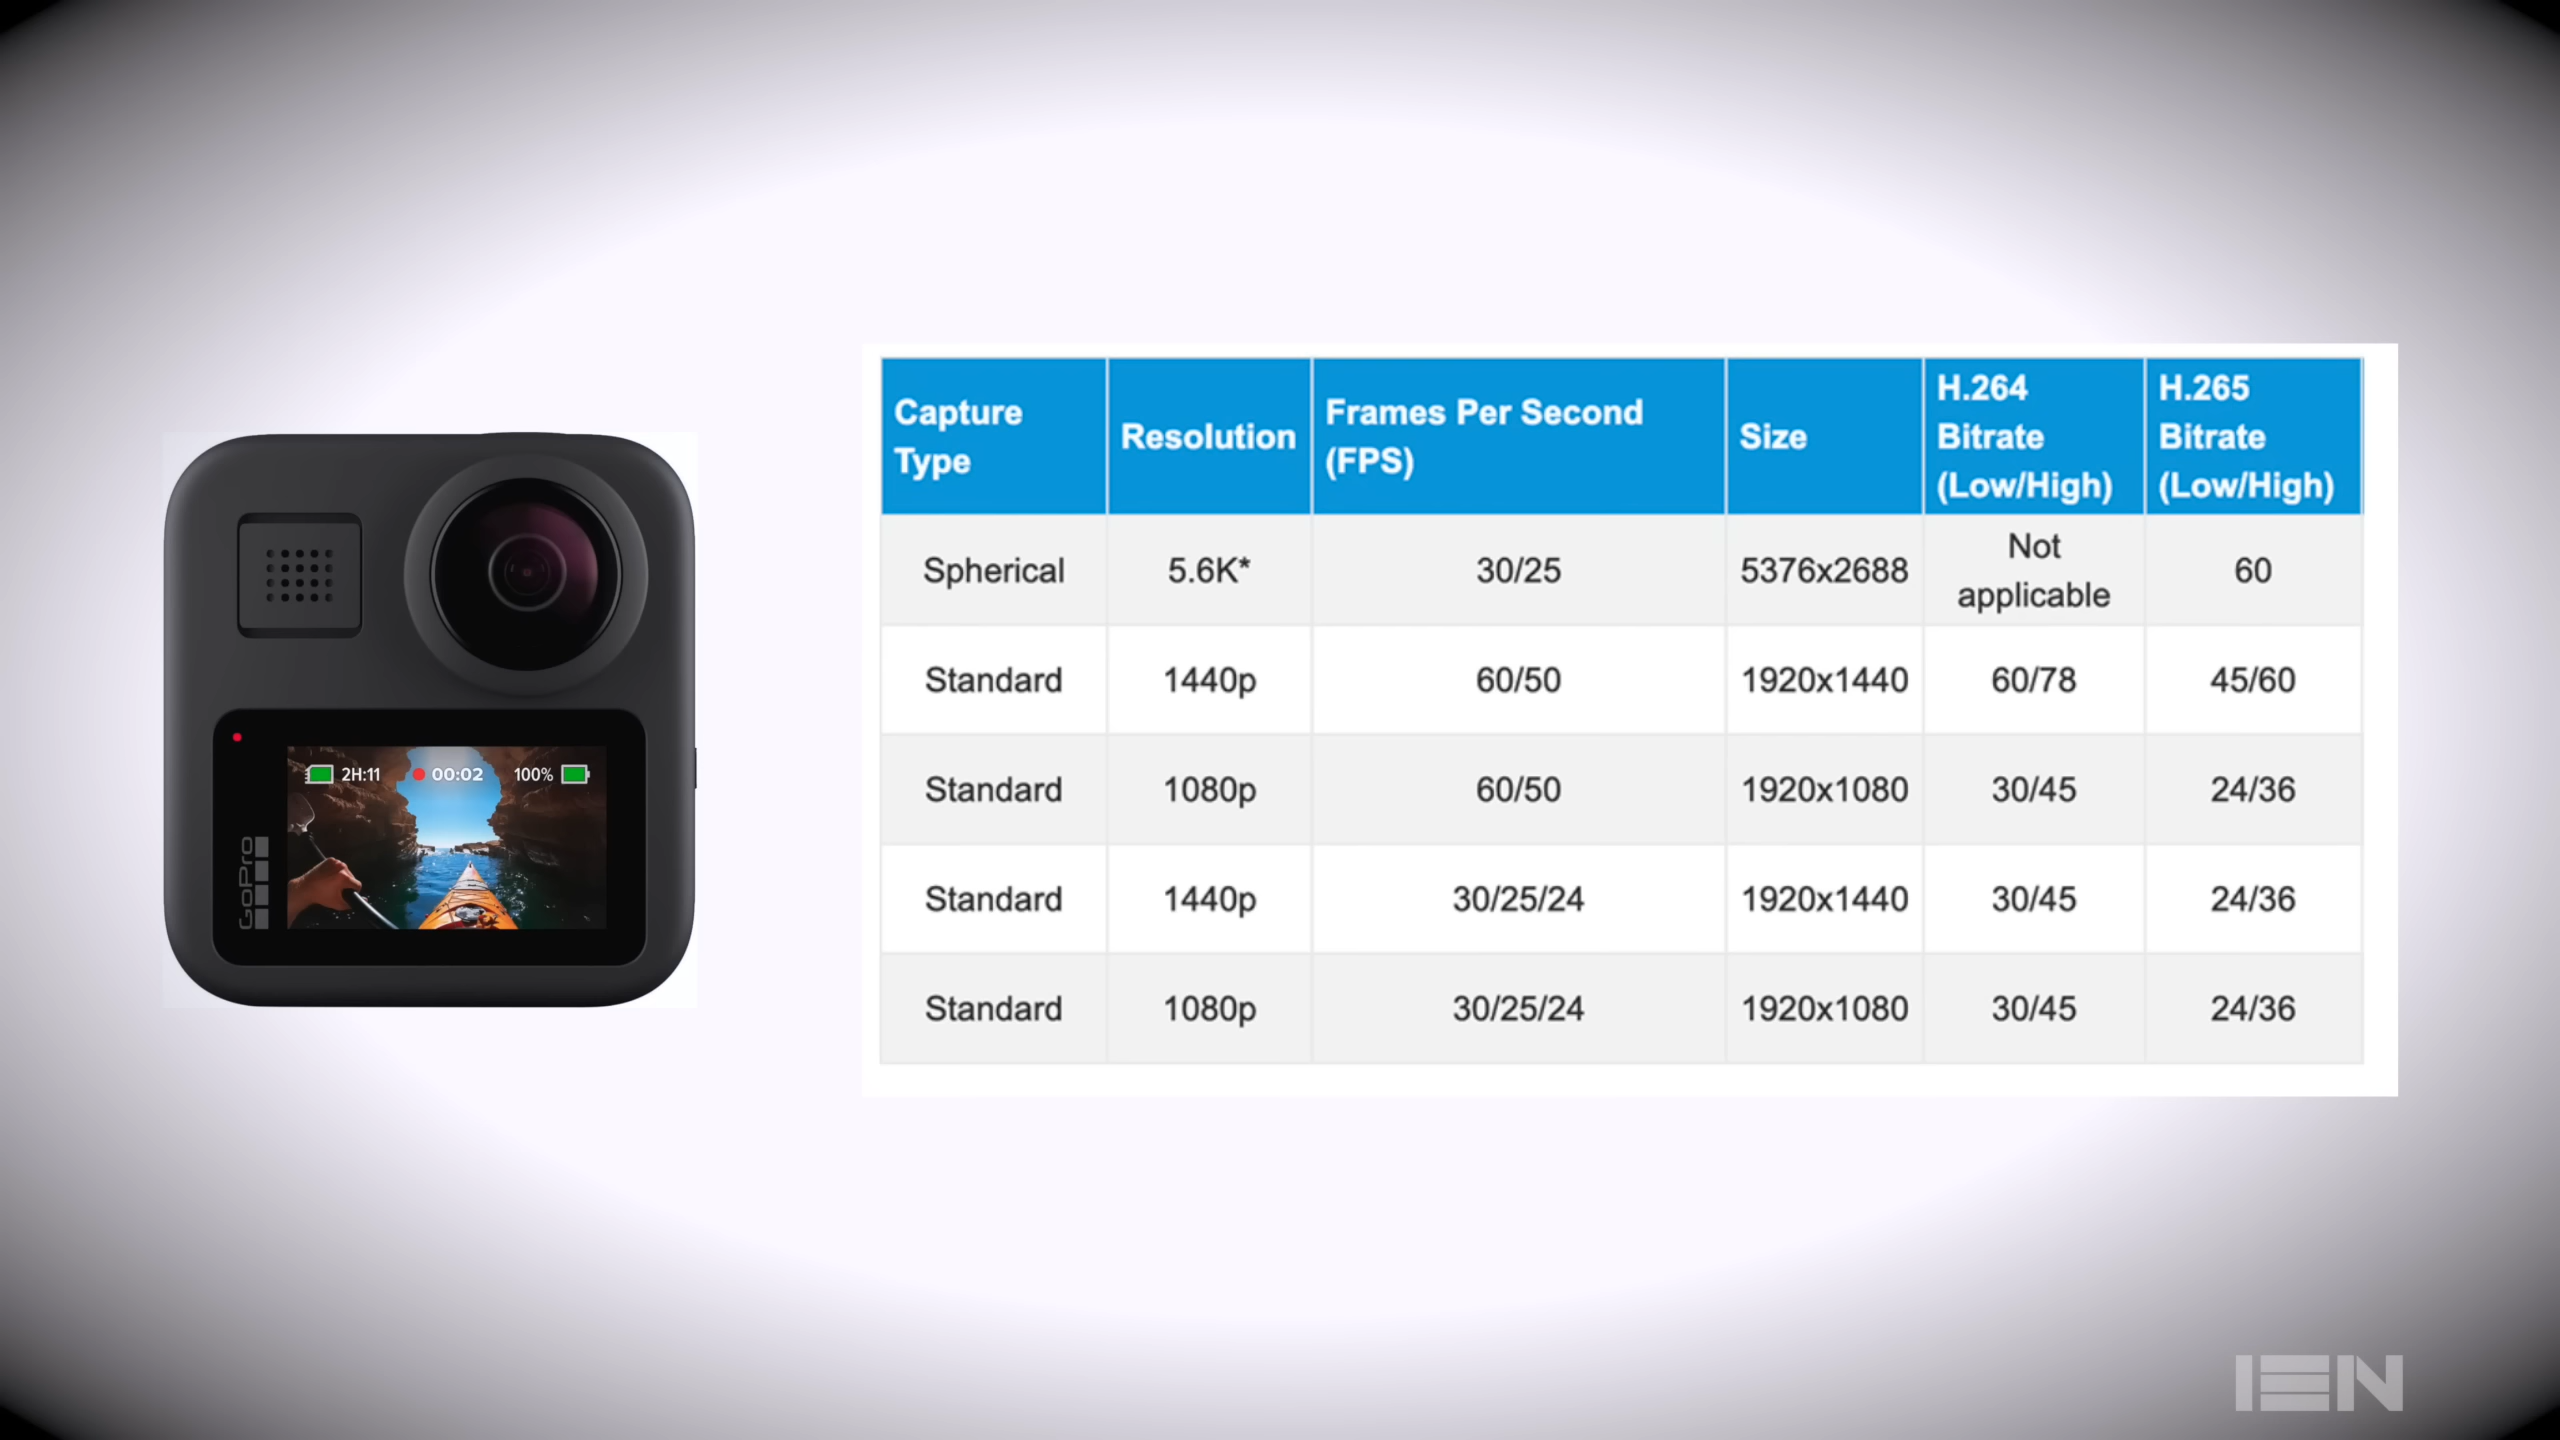 2H:11 00:02 100%
GoPro
Capture Type Resolution Frames Per Second (FPS) Size H.264 Bitrate (Low/High) H.265 Bitrate (Low/High)
Spherical 5.6K* 30/25 5376x2688 Not applicable 60
Standard 1440p 60/50 1920x1440 60/78 45/60
Standard 1080p 60/50 1920x1080 30/45 24/36
Standard 1440p 30/25/24 1920x1440 30/45 24/36
Standard 1080p 30/25/24 1920x1080 30/45 24/36
IEN